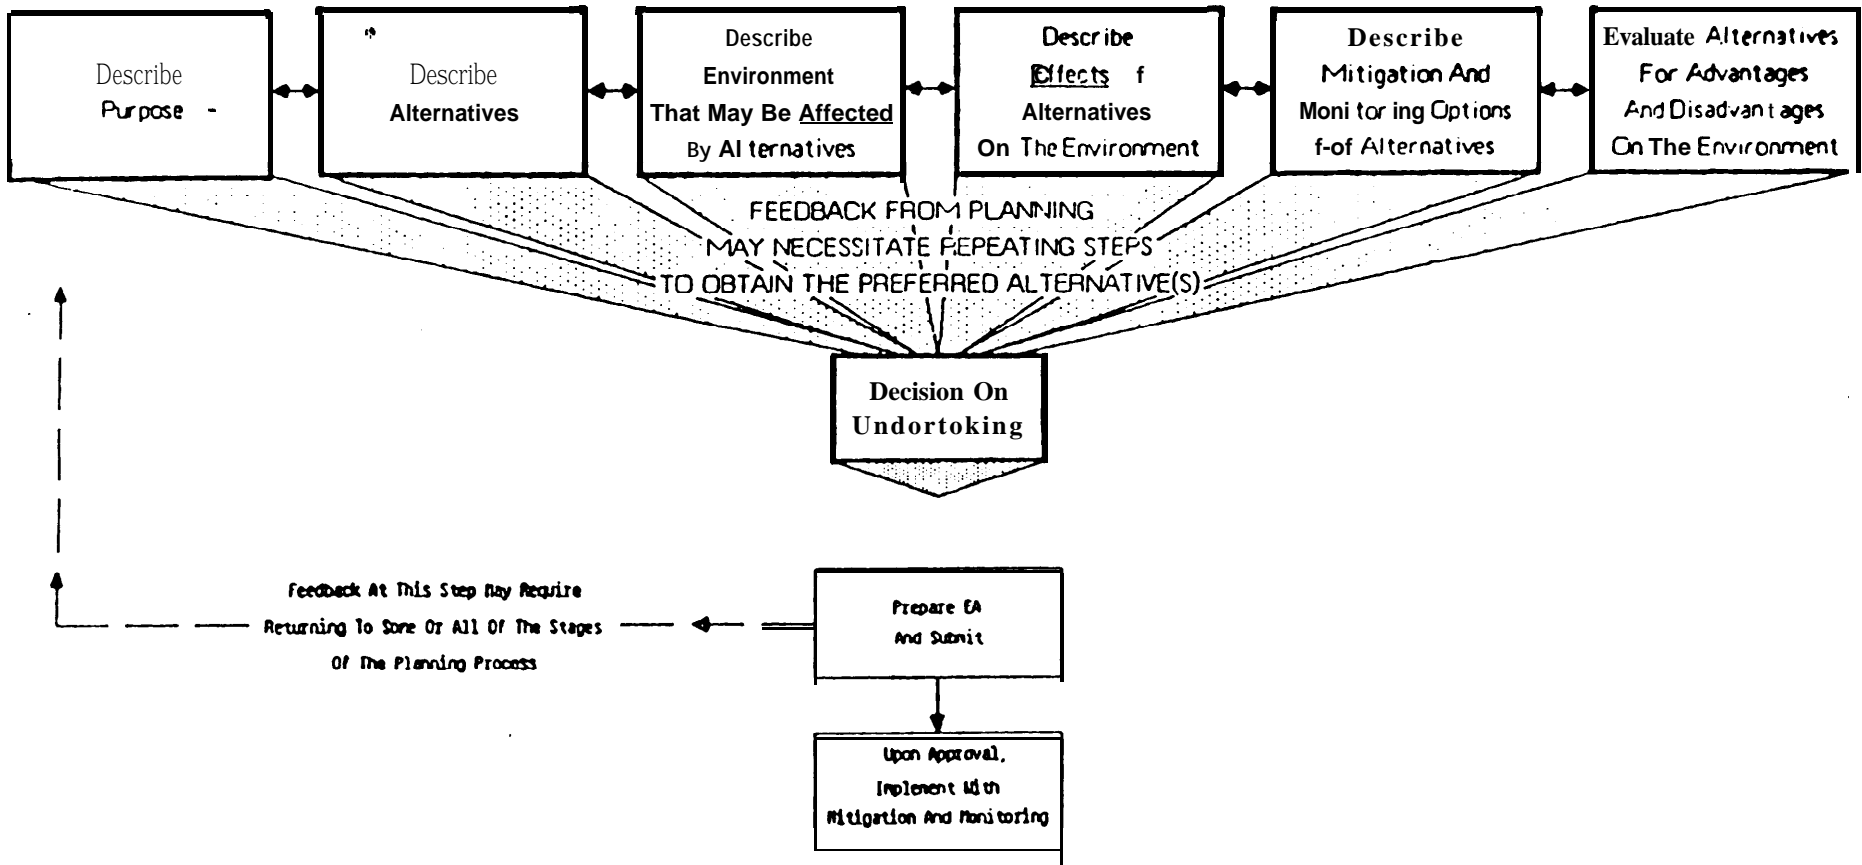 Describe
Purpose -
Describe
Alternatives
Describe
Environment
That May Be Affected
By Al ternatives
Describe
Effects f
Alternatives
On The Environment
Describe
Mitigation And
Moni tor ing Options
f-of Alternatives
Evaluate Alternatives
For Advantages
And Disadvantages
On The Environment
FEEDBACK FROM PLANNING
MAY NECESSITATE REPEATING STEPS
TO OBTAIN THE PREFERRED ALTERNATIVE(S)
Decision On
Undortoking
Feedback At This Step May Require
Returning To Some Or All Of The Stages
Of The Planning Process
Prepare EA
And Submit
Upon Approval,
Implement With
Mitigation And Monitoring